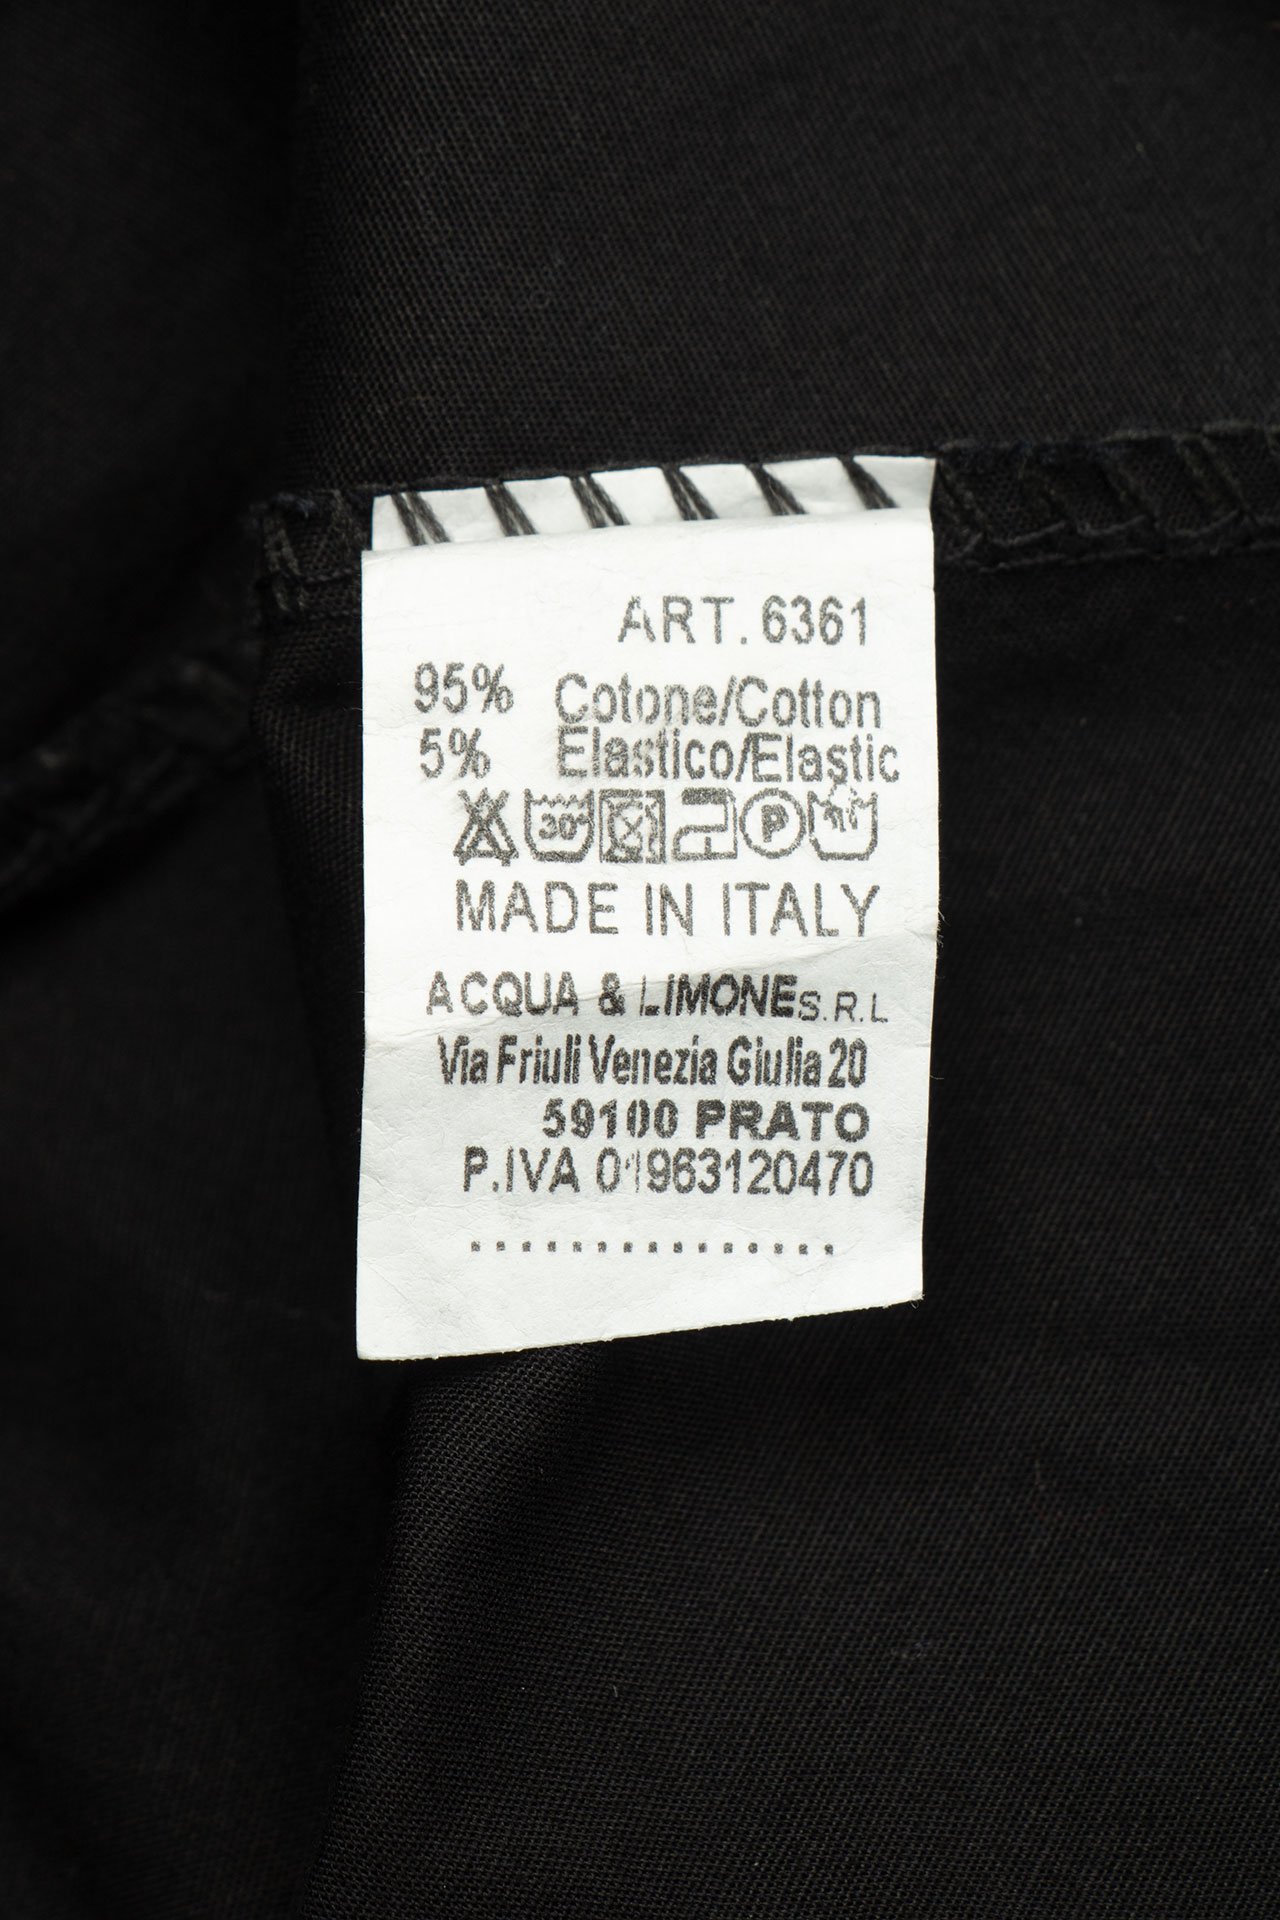 ART. 6361
95% Cotone/Cotton
5% Elastico/Elastic
30° P
MADE IN ITALY
ACQUA & LIMONE S.R.L
Via Friuli Venezia Giulia 20
59100 PRATO
P.IVA 01963120470
................